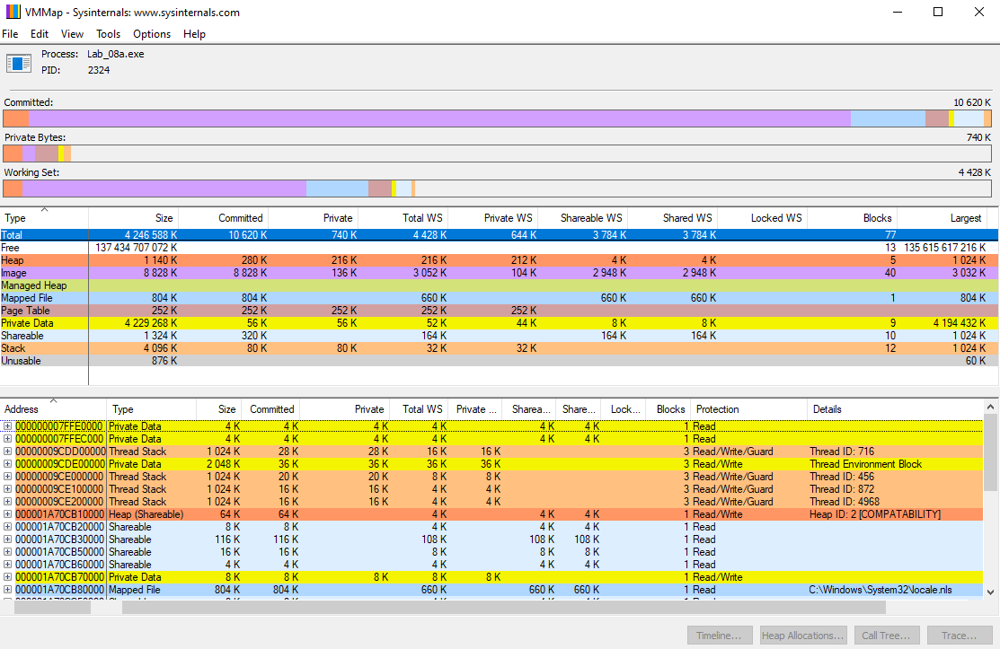 VMMap - Sysinternals: www.sysinternals.com
File Edit View Tools Options Help
Process: Lab_08a.exe
PID: 2324
Committed: 10 620 K
Private Bytes: 740 K
Working Set: 4 428 K
Type Size Committed Private Total WS Private WS Shareable WS Shared WS Locked WS Blocks Largest
Total 4 246 588 K 10 620 K 740 K 4 428 K 644 K 3 784 K 3 784 K 77
Free 137 434 707 072 K 13 135 615 617 216 K
Heap 1 140 K 280 K 216 K 216 K 212 K 4 K 4 K 5 1 024 K
Image 8 828 K 8 828 K 136 K 3 052 K 104 K 2 948 K 2 948 K 40 3 032 K
Managed Heap
Mapped File 804 K 804 K 660 K 660 K 660 K 1 804 K
Page Table 252 K 252 K 252 K 252 K 252 K
Private Data 4 229 268 K 56 K 56 K 52 K 44 K 8 K 8 K 9 4 194 432 K
Shareable 1 324 K 320 K 164 K 164 K 164 K 10 1 024 K
Stack 4 096 K 80 K 80 K 32 K 32 K 12 1 024 K
Unusable 876 K 60 K
Address Type Size Committed Private Total WS Private ... Sharea... Share... Lock... Blocks Protection Details
000000007FFE0000 Private Data 4 K 4 K 4 K 4 K 4 K 4 K 1 Read
000000007FFEC000 Private Data 4 K 4 K 4 K 4 K 4 K 4 K 1 Read
00000009CDD00000 Thread Stack 1 024 K 28 K 28 K 16 K 16 K 3 Read/Write/Guard Thread ID: 716
00000009CDE00000 Private Data 2 048 K 36 K 36 K 36 K 36 K 3 Read/Write Thread Environment Block
00000009CE000000 Thread Stack 1 024 K 20 K 20 K 8 K 8 K 3 Read/Write/Guard Thread ID: 456
00000009CE100000 Thread Stack 1 024 K 16 K 16 K 4 K 4 K 3 Read/Write/Guard Thread ID: 872
00000009CE200000 Thread Stack 1 024 K 16 K 16 K 4 K 4 K 3 Read/Write/Guard Thread ID: 4968
000001A70CB10000 Heap (Shareable) 64 K 64 K 4 K 4 K 4 K 1 Read/Write Heap ID: 2 [COMPATABILITY]
000001A70CB20000 Shareable 8 K 8 K 4 K 4 K 4 K 1 Read
000001A70CB30000 Shareable 116 K 116 K 108 K 108 K 108 K 1 Read
000001A70CB50000 Shareable 16 K 16 K 8 K 8 K 8 K 1 Read
000001A70CB60000 Shareable 4 K 4 K 4 K 4 K 4 K 1 Read
000001A70CB70000 Private Data 8 K 8 K 8 K 8 K 8 K 1 Read/Write
000001A70CB80000 Mapped File 804 K 804 K 660 K 660 K 660 K 1 Read C:\Windows\System32\locale.nls
Timeline... Heap Allocations... Call Tree... Trace...